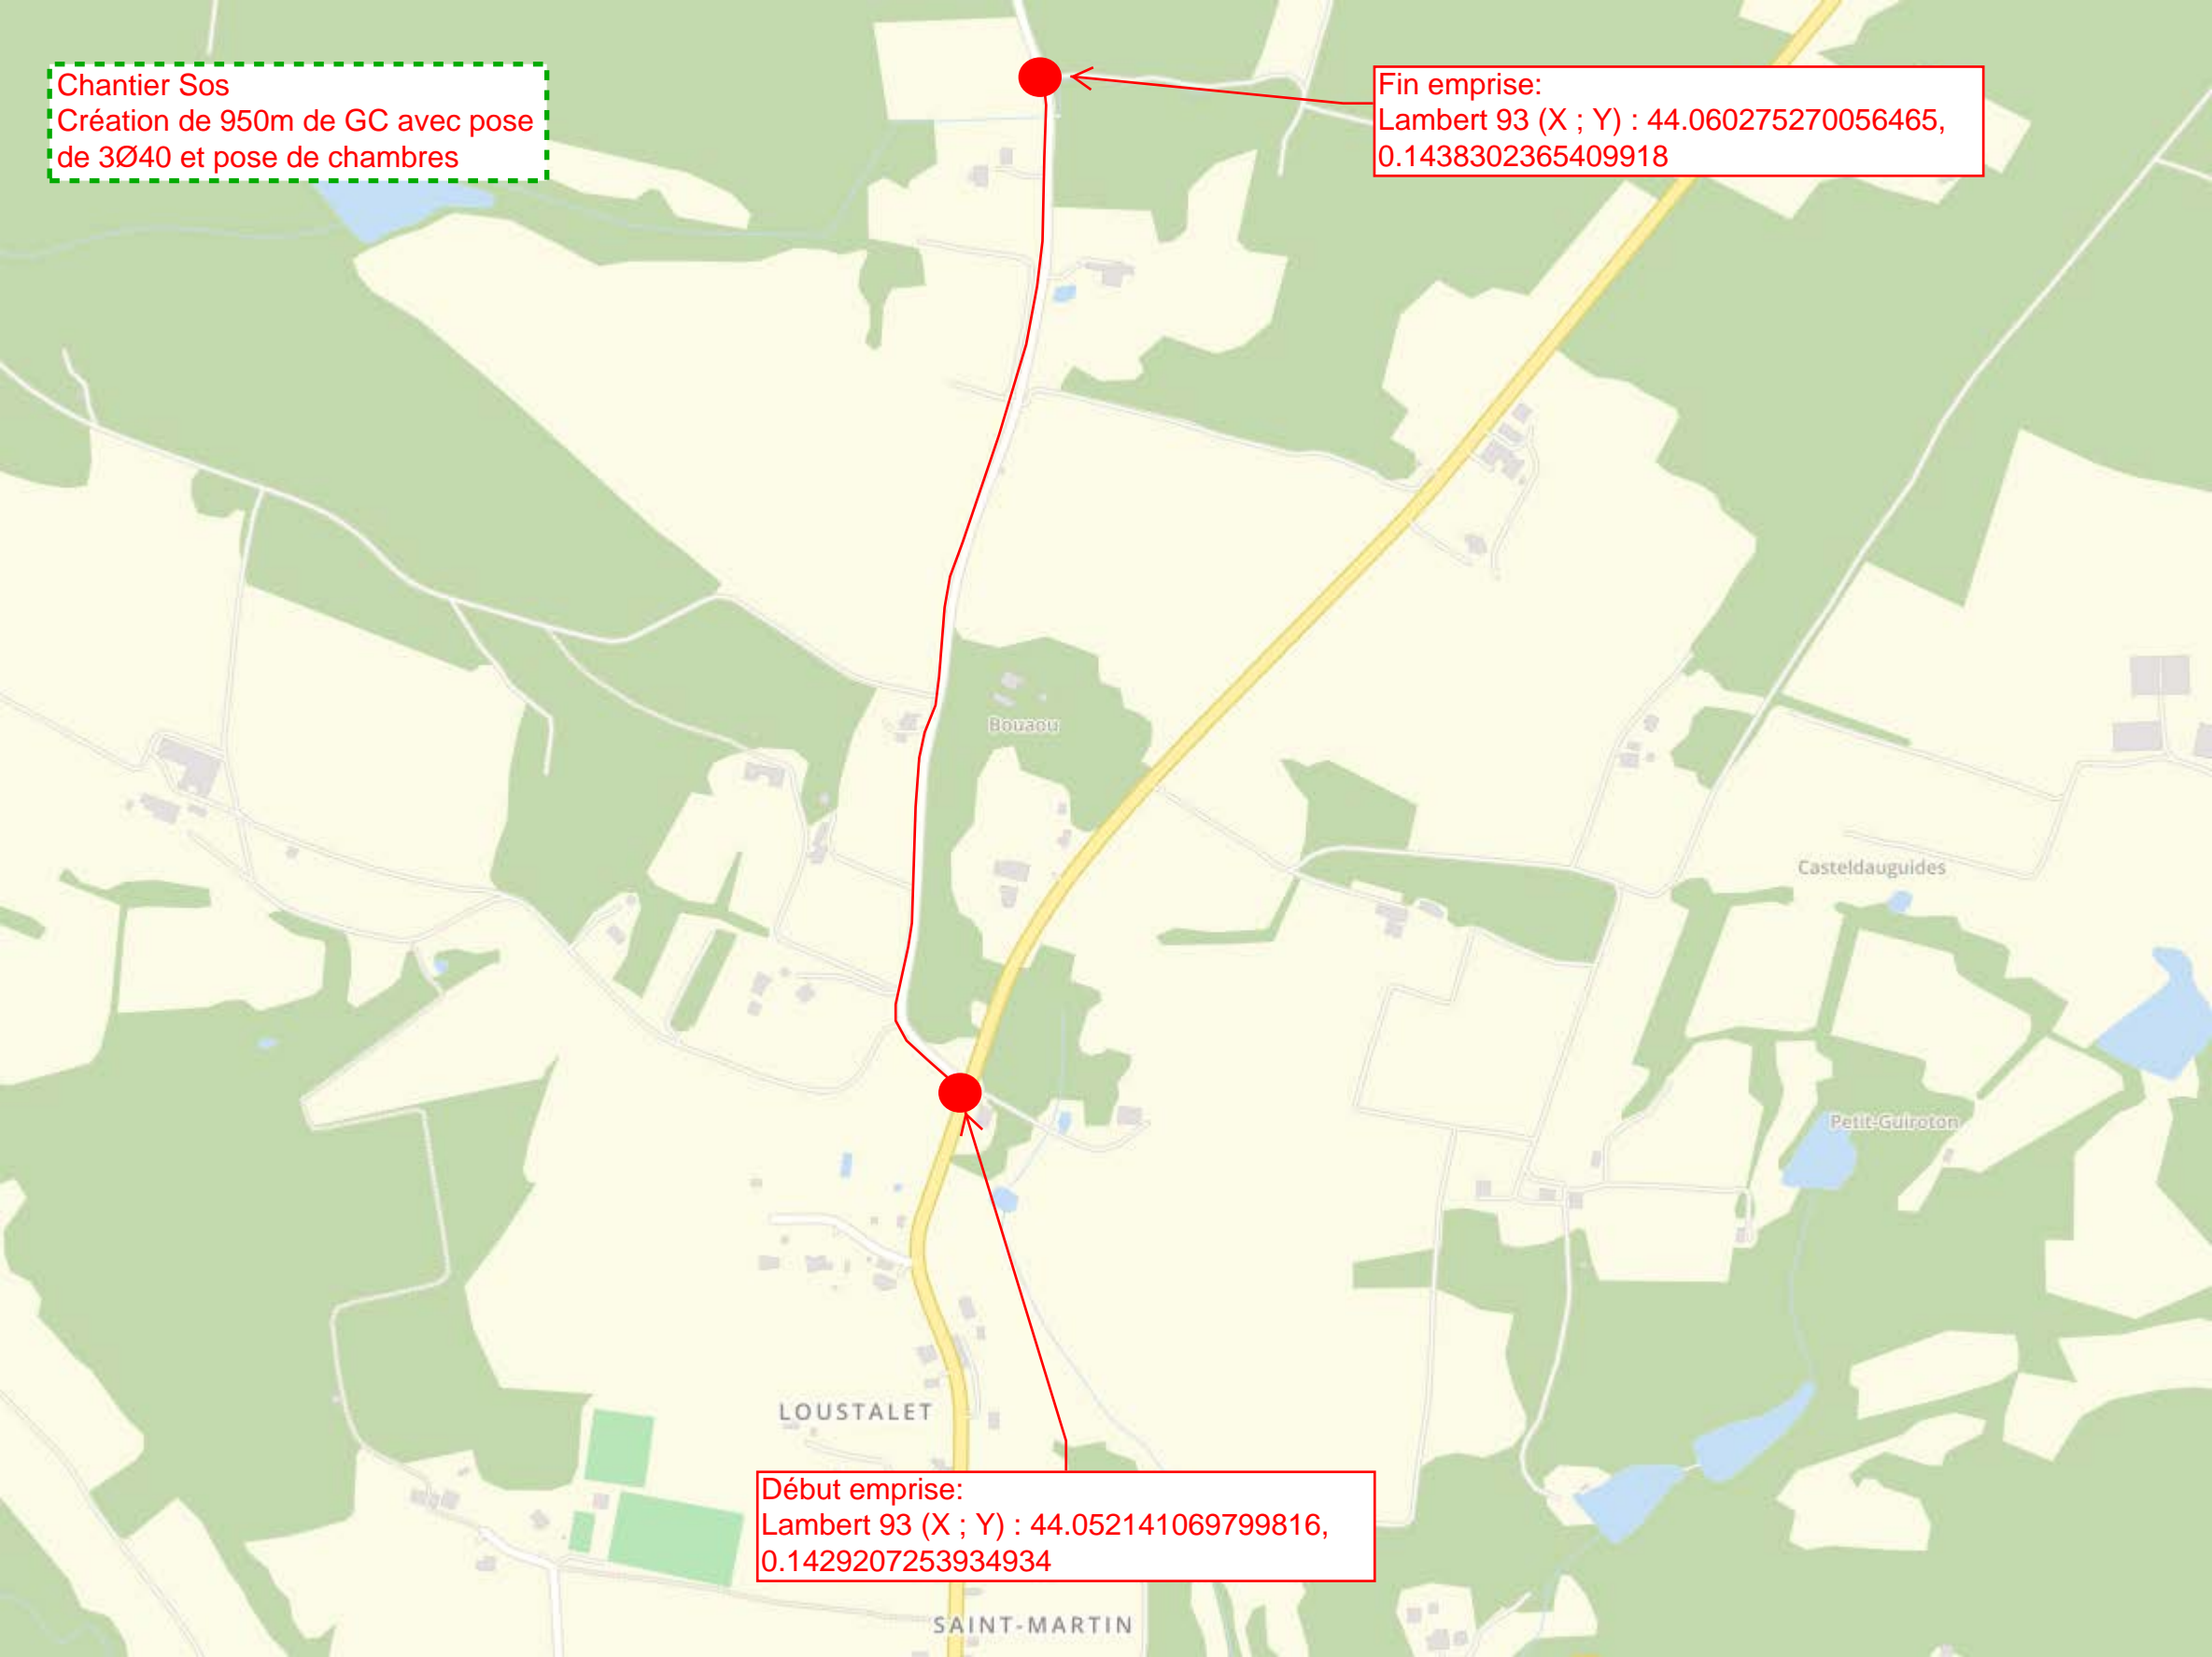 Chantier Sos
Création de 950m de GC avec pose
de 3Ø40 et pose de chambres
Fin emprise:
Lambert 93 (X ; Y) : 44.060275270056465,
0.1438302365409918
Bouaou
Casteldauguides
Petit-Guiroton
LOUSTALET
Début emprise:
Lambert 93 (X ; Y) : 44.052141069799816,
0.1429207253934934
SAINT-MARTIN